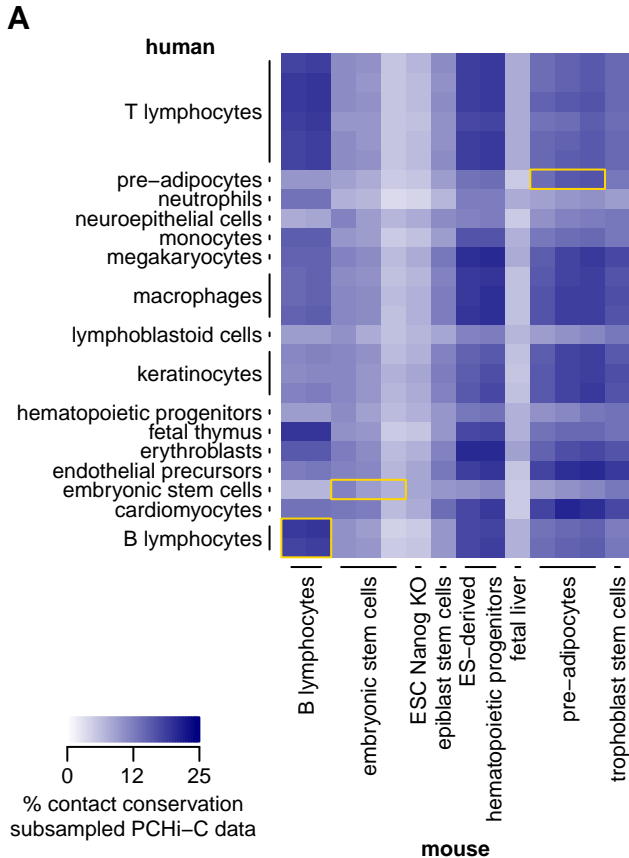 A
human
T lymphocytes
pre−adipocytes
neutrophils
neuroepithelial cells
monocytes
megakaryocytes
macrophages
lymphoblastoid cells
keratinocytes
hematopoietic progenitors
fetal thymus
erythroblasts
endothelial precursors
embryonic stem cells
cardiomyocytes
B lymphocytes
B lymphocytes
embryonic stem cells
ESC Nanog KO
epiblast stem cells
ES−derived
hematopoietic progenitors
fetal liver
pre−adipocytes
trophoblast stem cells
0 12 25
% contact conservation
subsampled PCHi−C data
mouse